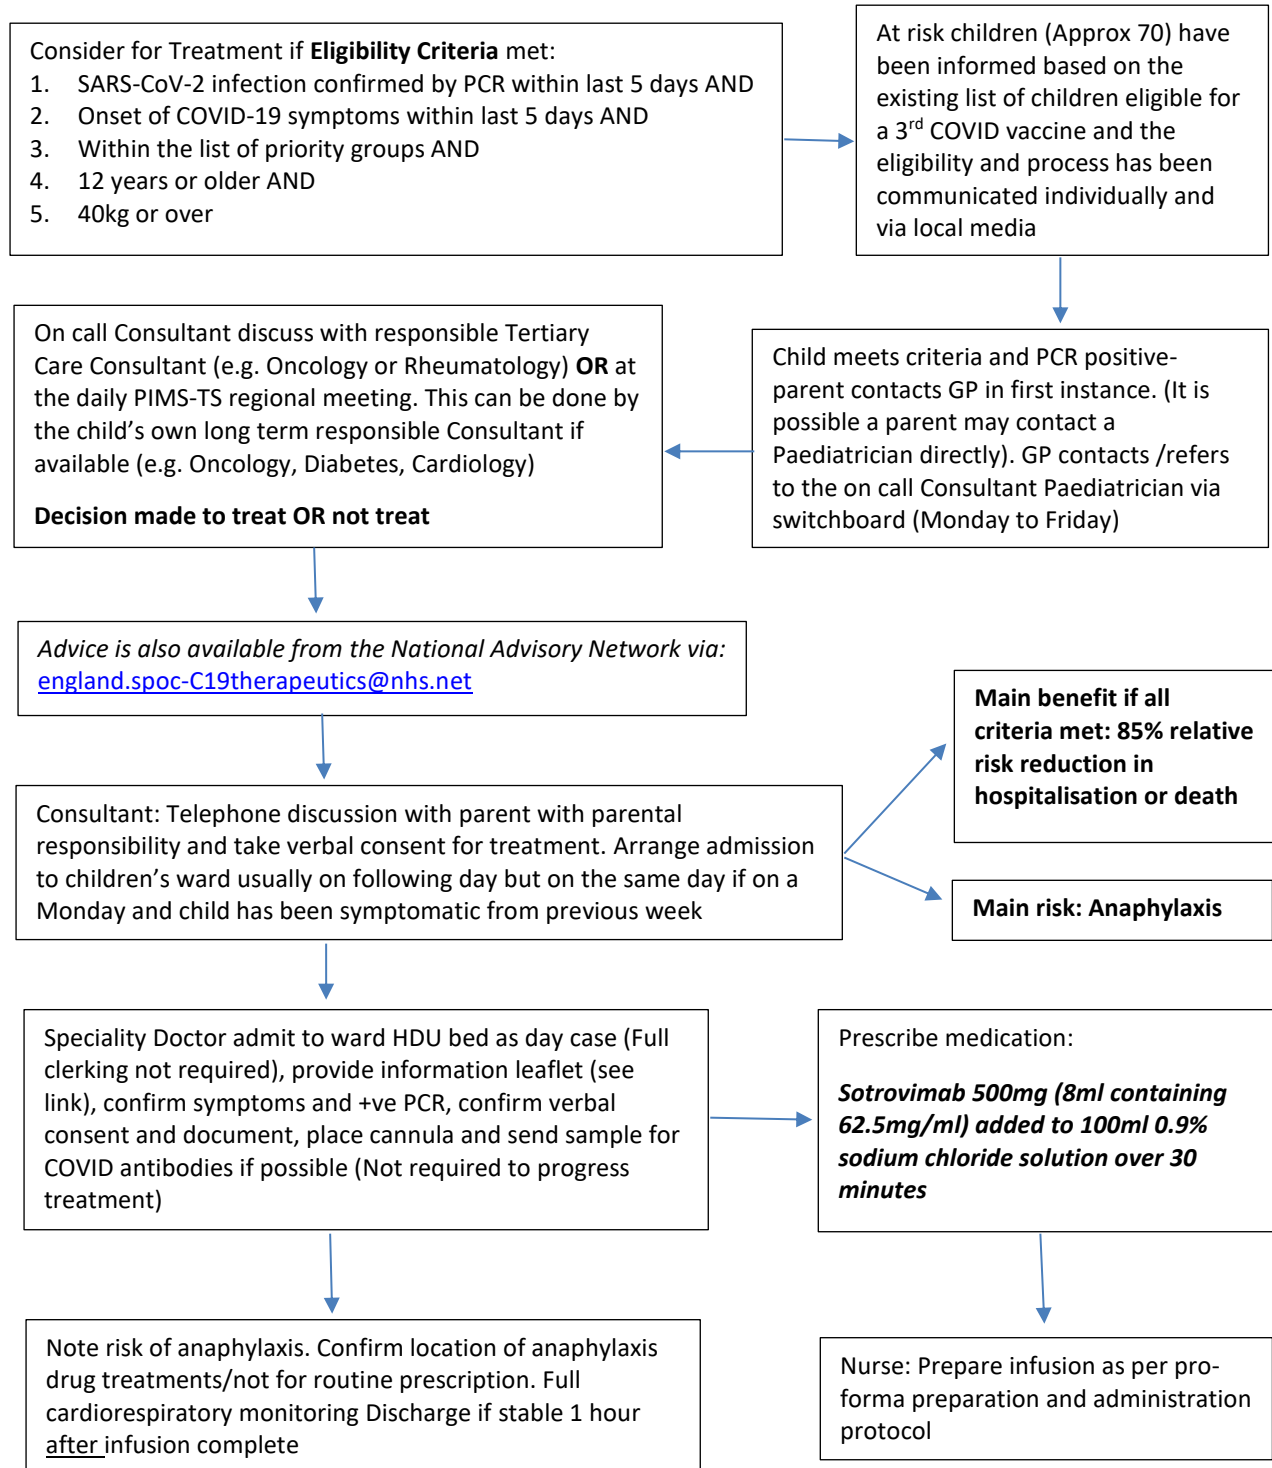 Consider for Treatment if Eligibility Criteria met:
1. SARS-CoV-2 infection confirmed by PCR within last 5 days AND
2. Onset of COVID-19 symptoms within last 5 days AND
3. Within the list of priority groups AND
4. 12 years or older AND
5. 40kg or over
At risk children (Approx 70) have
been informed based on the
existing list of children eligible for
a 3rd COVID vaccine and the
eligibility and process has been
communicated individually and
via local media
Child meets criteria and PCR positive-
parent contacts GP in first instance. (It is
possible a parent may contact a
Paediatrician directly). GP contacts /refers
to the on call Consultant Paediatrician via
switchboard (Monday to Friday)
On call Consultant discuss with responsible Tertiary
Care Consultant (e.g. Oncology or Rheumatology) OR at
the daily PIMS-TS regional meeting. This can be done by
the child's own long term responsible Consultant if
available (e.g. Oncology, Diabetes, Cardiology)
Decision made to treat OR not treat
Advice is also available from the National Advisory Network via:
england.spoc-C19therapeutics@nhs.net
Consultant: Telephone discussion with parent with parental
responsibility and take verbal consent for treatment. Arrange admission
to children's ward usually on following day but on the same day if on a
Monday and child has been symptomatic from previous week
Main benefit if all
criteria met: 85% relative
risk reduction in
hospitalisation or death
Main risk: Anaphylaxis
Speciality Doctor admit to ward HDU bed as day case (Full
clerking not required), provide information leaflet (see
link), confirm symptoms and +ve PCR, confirm verbal
consent and document, place cannula and send sample for
COVID antibodies if possible (Not required to progress
treatment)
Prescribe medication:
Sotrovimab 500mg (8ml containing
62.5mg/ml) added to 100ml 0.9%
sodium chloride solution over 30
minutes
Note risk of anaphylaxis. Confirm location of anaphylaxis
drug treatments/not for routine prescription. Full
cardiorespiratory monitoring Discharge if stable 1 hour
after infusion complete
Nurse: Prepare infusion as per pro-
forma preparation and administration
protocol